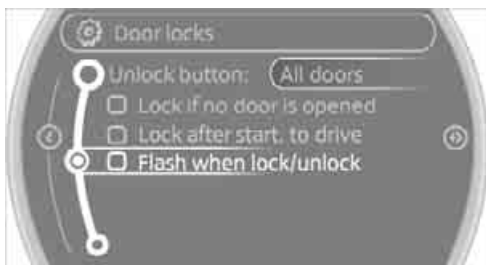 Door locks
Unlock button: All doors
Lock if no door is opened
Lock after start. to drive
Flash when lock/unlock